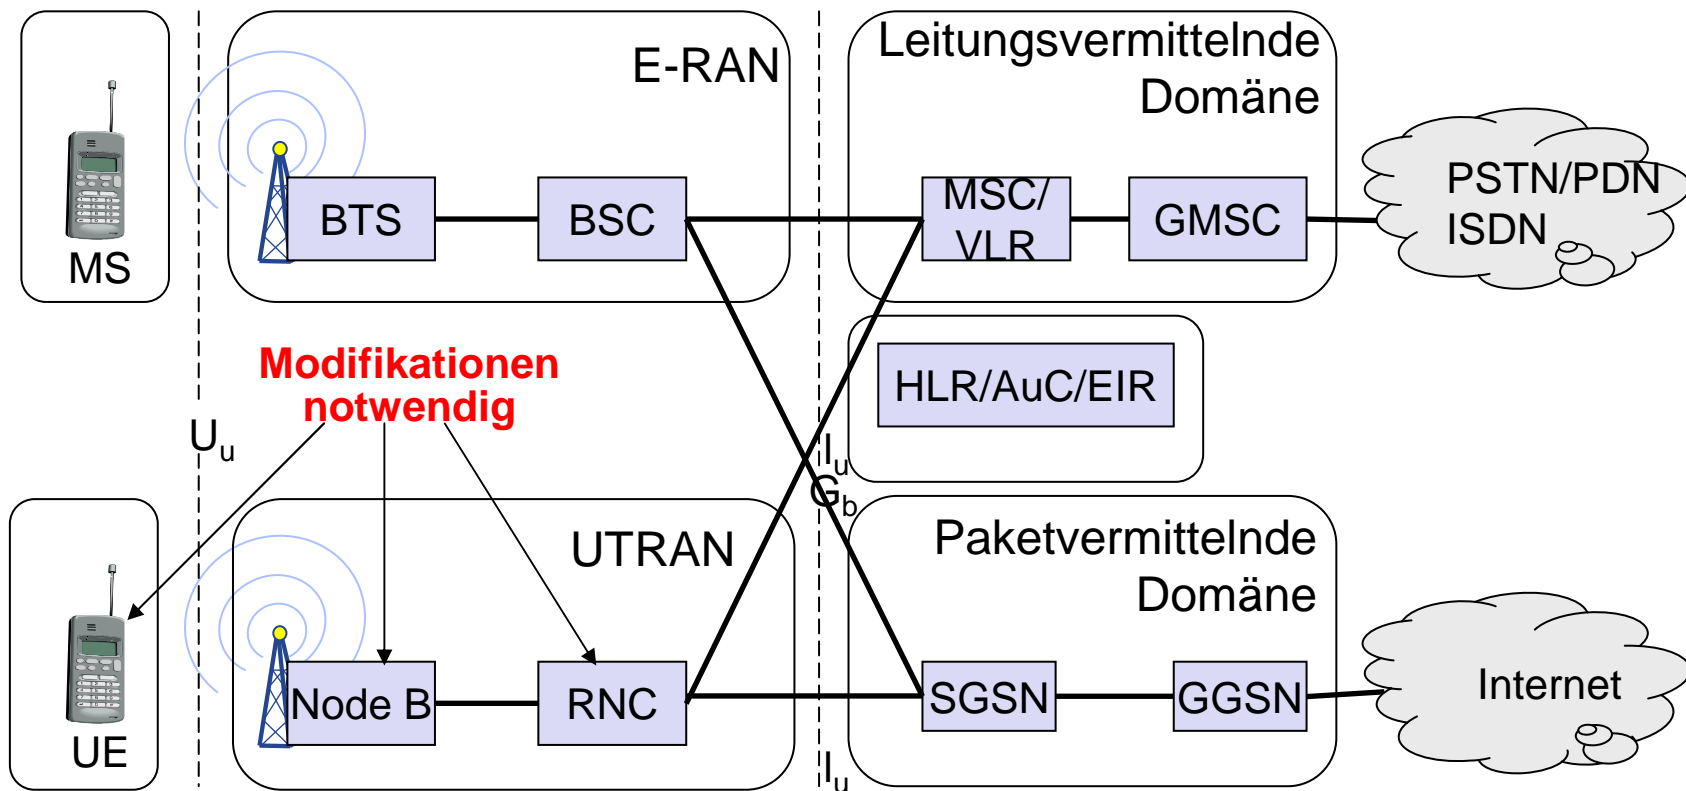 E-RAN
Leitungsvermittelnde
Domäne
MS
BTS
BSC
MSC/
VLR
GMSC
PSTN/PDN
ISDN
Modifikationen
notwendig
HLR/AuC/EIR
Uu
Iu
Gb
UTRAN
Paketvermittelnde
Domäne
UE
Node B
RNC
SGSN
GGSN
Internet
Iu